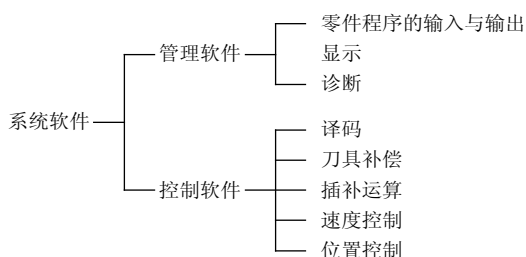 零件程序的输入与输出
管理软件
显示
诊断
系统软件
译码
刀具补偿
控制软件
插补运算
速度控制
位置控制